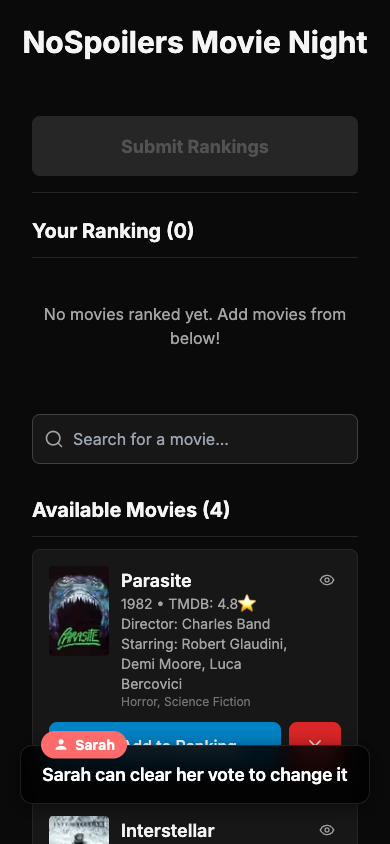 NoSpoilers Movie Night
Submit Rankings
Your Ranking (0)
No movies ranked yet. Add movies from
below!
Search for a movie...
Available Movies (4)
PARASITE
Parasite
1982 • TMDB: 4.8⭐
Director: Charles Band
Starring: Robert Glaudini,
Demi Moore, Luca
Bercovici
Horror, Science Fiction
Add to Ranking
Sarah
Sarah can clear her vote to change it
Interstellar